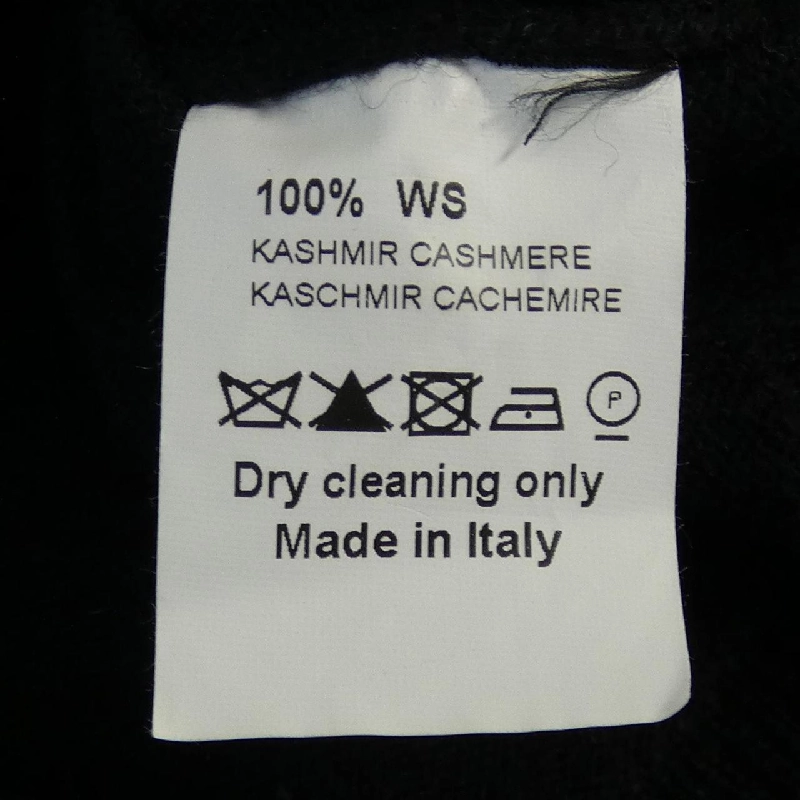 100% WS
KASHMIR CASHMERE
KASCHMIR CACHEMIRE
P
Dry cleaning only
Made in Italy